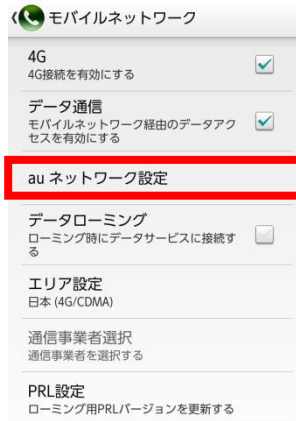 モバイルネットワーク
4G
4G接続を有効にする
データ通信
モバイルネットワーク経由のデータアク
セスを有効にする
au ネットワーク設定
データローミング
ローミング時にデータサービスに接続す
る
エリア設定
日本 (4G/CDMA)
通信事業者選択
通信事業者を選択する
PRL設定
ローミング用PRLバージョンを更新する